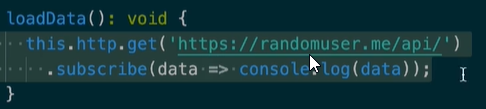 loadData(): void {
this.http.get('https://randomuser.me/api/')
.subscribe(data => console.log(data));
}